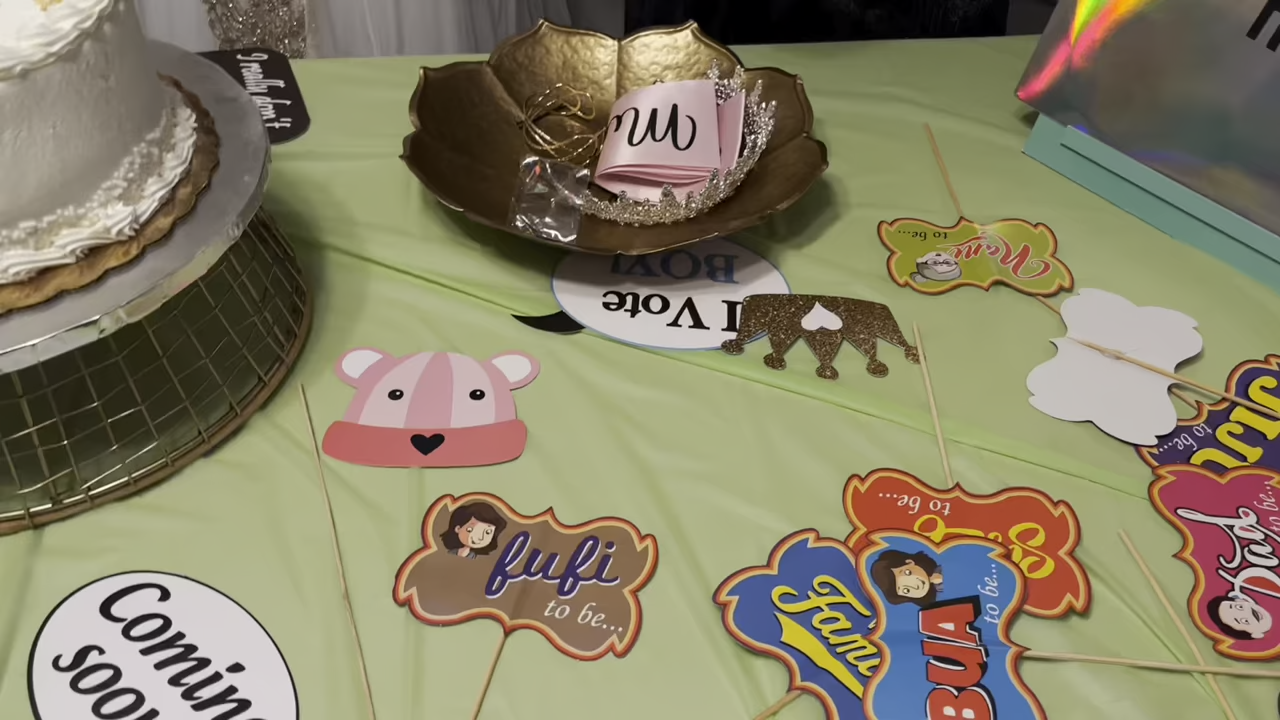 I really don't
to be...
Nani
I Vote
BOY!
fufi
to be...
to be...
BUA
to be...
to be...
Dad
to be...
Coming
soon